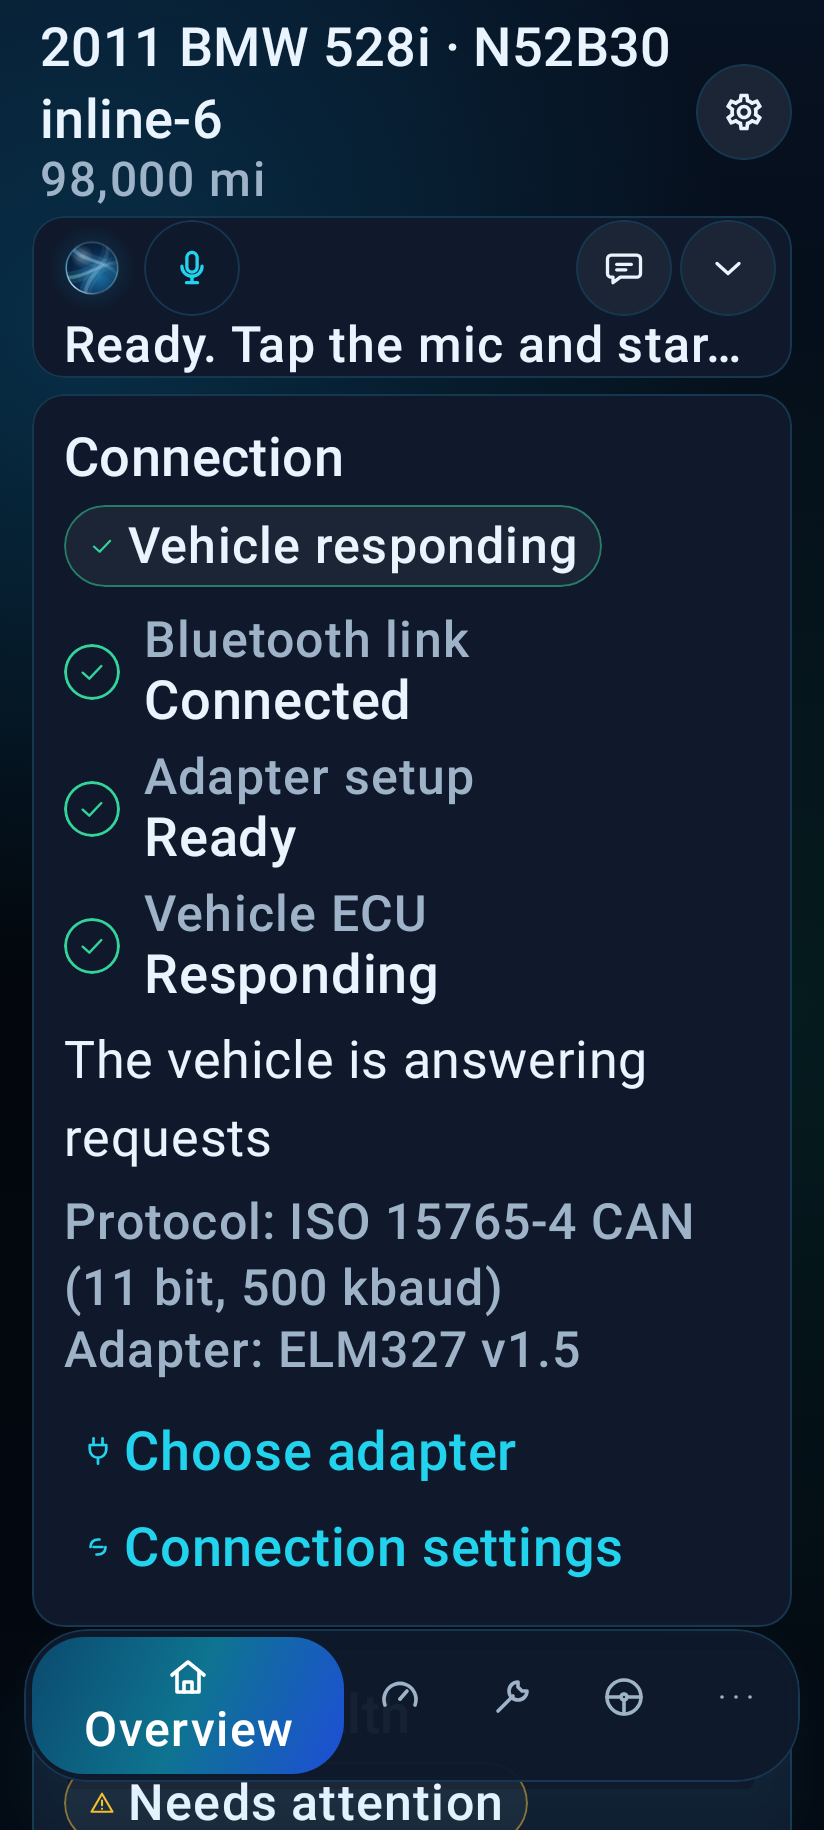 2011 BMW 528i · N52B30
inline-6
98,000 mi
Ready. Tap the mic and star...
Connection
Vehicle responding
Bluetooth link
Connected
Adapter setup
Ready
Vehicle ECU
Responding
The vehicle is answering
requests
Protocol: ISO 15765-4 CAN
(11 bit, 500 kbaud)
Adapter: ELM327 v1.5
Choose adapter
Connection settings
Overview
Needs attention